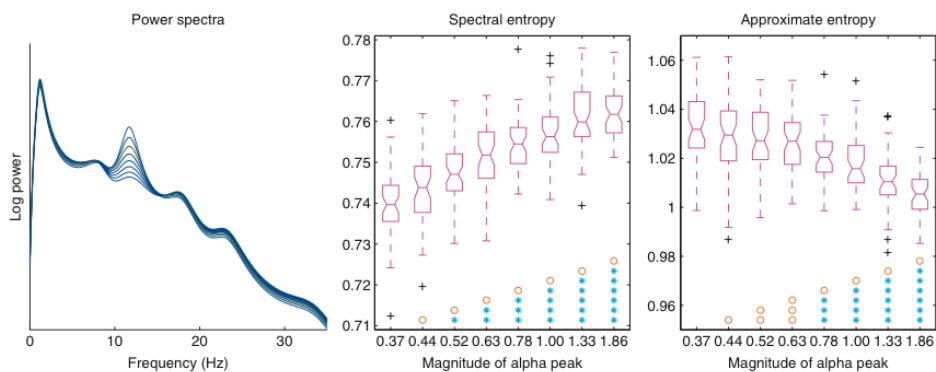 Power spectra
Log power
0 10 20 30
Frequency (Hz)
Spectral entropy
0.78
0.77
0.76
0.75
0.74
0.73
0.72
0.71
0.37 0.44 0.52 0.63 0.78 1.00 1.33 1.86
Magnitude of alpha peak
Approximate entropy
1.06
1.04
1.02
1
0.98
0.96
0.37 0.44 0.52 0.63 0.78 1.00 1.33 1.86
Magnitude of alpha peak